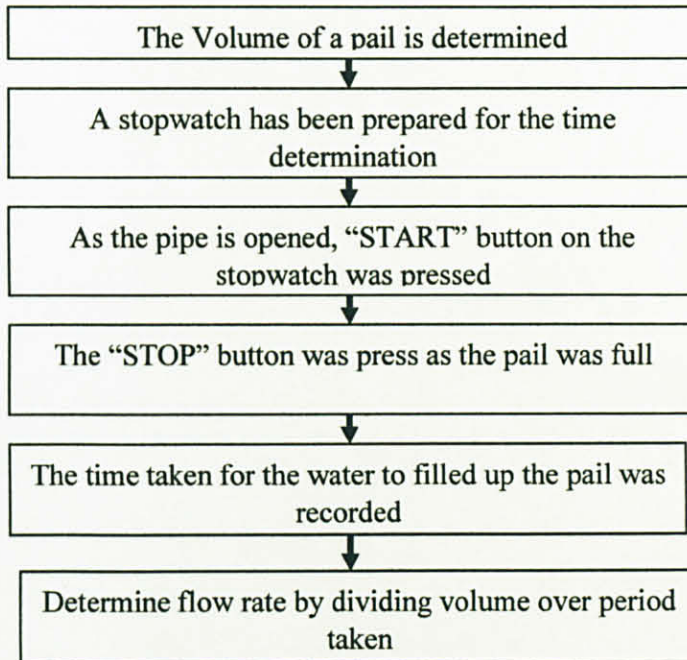 The Volume of a pail is determined
A stopwatch has been prepared for the time
determination
As the pipe is opened, “START” button on the
stopwatch was pressed
The “STOP” button was press as the pail was full
The time taken for the water to filled up the pail was
recorded
Determine flow rate by dividing volume over period
taken